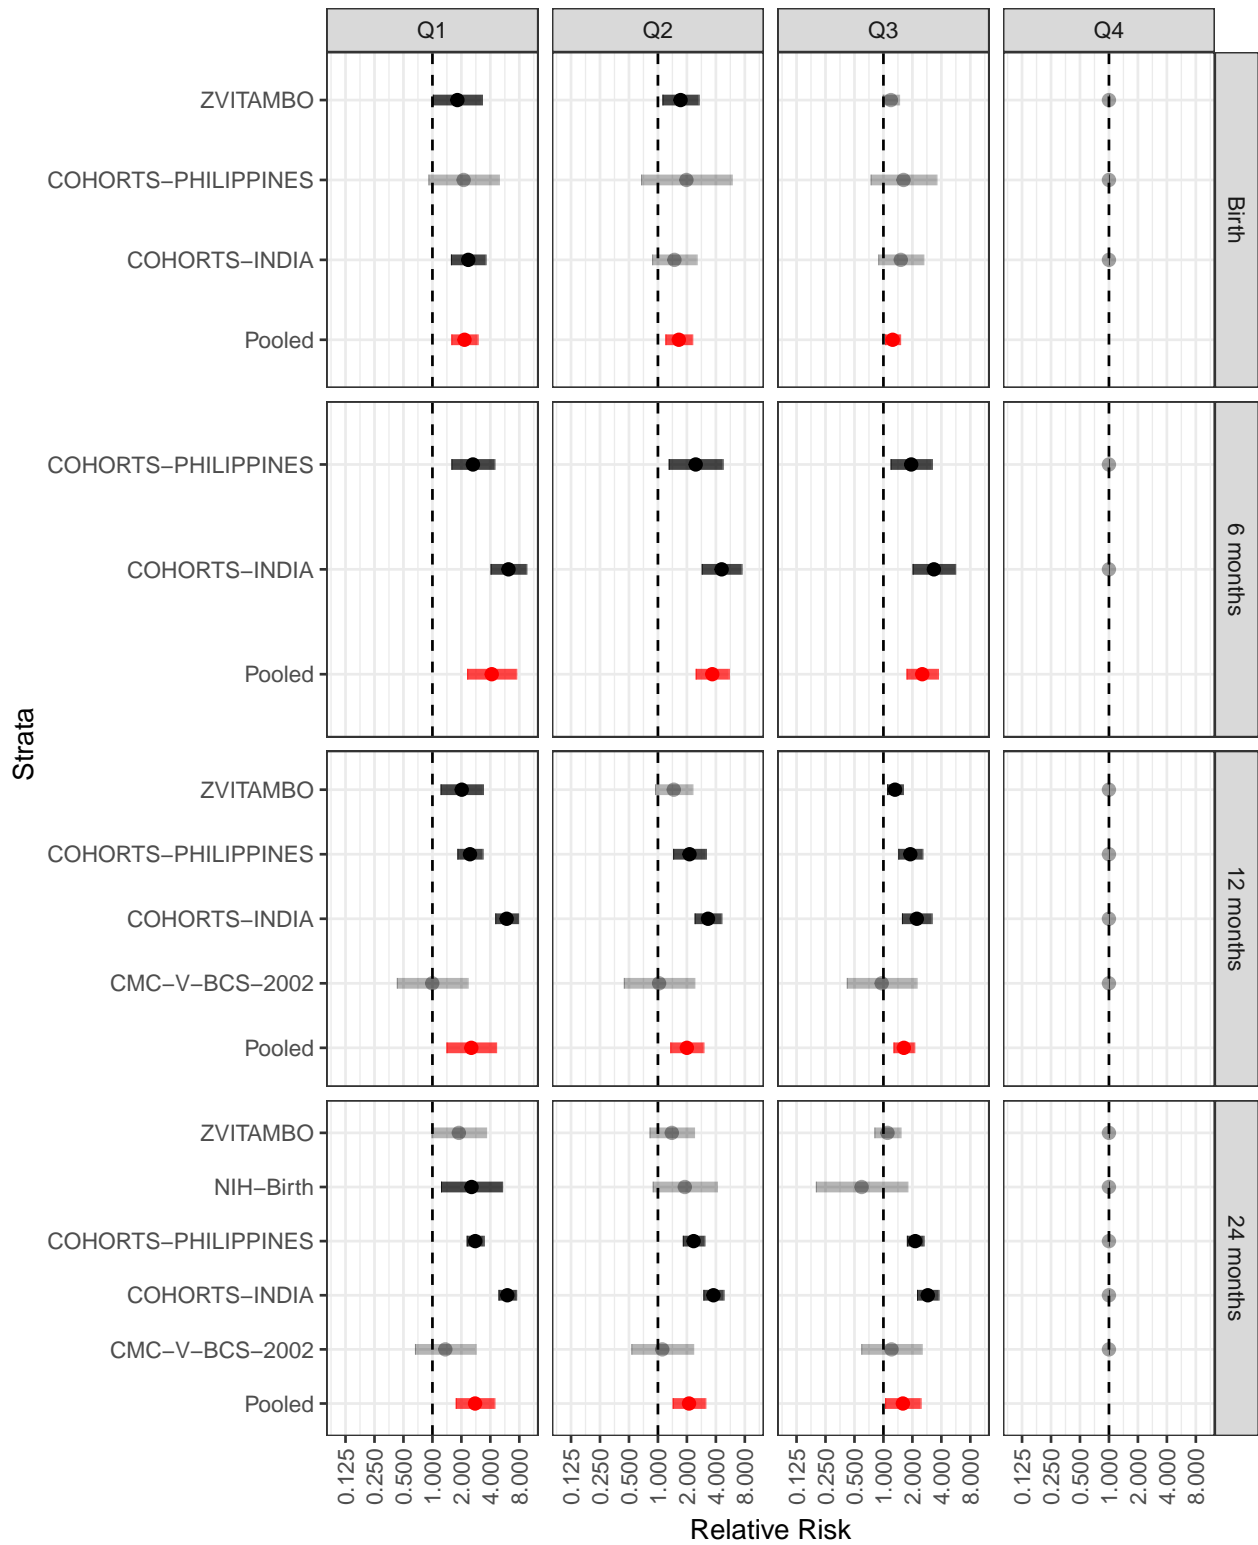 Q1 Q2 Q3 Q4
ZVITAMBO
COHORTS−PHILIPPINES
COHORTS−INDIA
Pooled
Birth
COHORTS−PHILIPPINES
COHORTS−INDIA
Pooled
6 months
ZVITAMBO
COHORTS−PHILIPPINES
COHORTS−INDIA
CMC−V−BCS−2002
Pooled
12 months
ZVITAMBO
NIH−Birth
COHORTS−PHILIPPINES
COHORTS−INDIA
CMC−V−BCS−2002
Pooled
24 months
Strata
0.125 0.250 0.500 1.000 2.000 4.000 8.000 0.125 0.250 0.500 1.000 2.000 4.000 8.000 0.125 0.250 0.500 1.000 2.000 4.000 8.000 0.125 0.250 0.500 1.000 2.000 4.000 8.000
Relative Risk